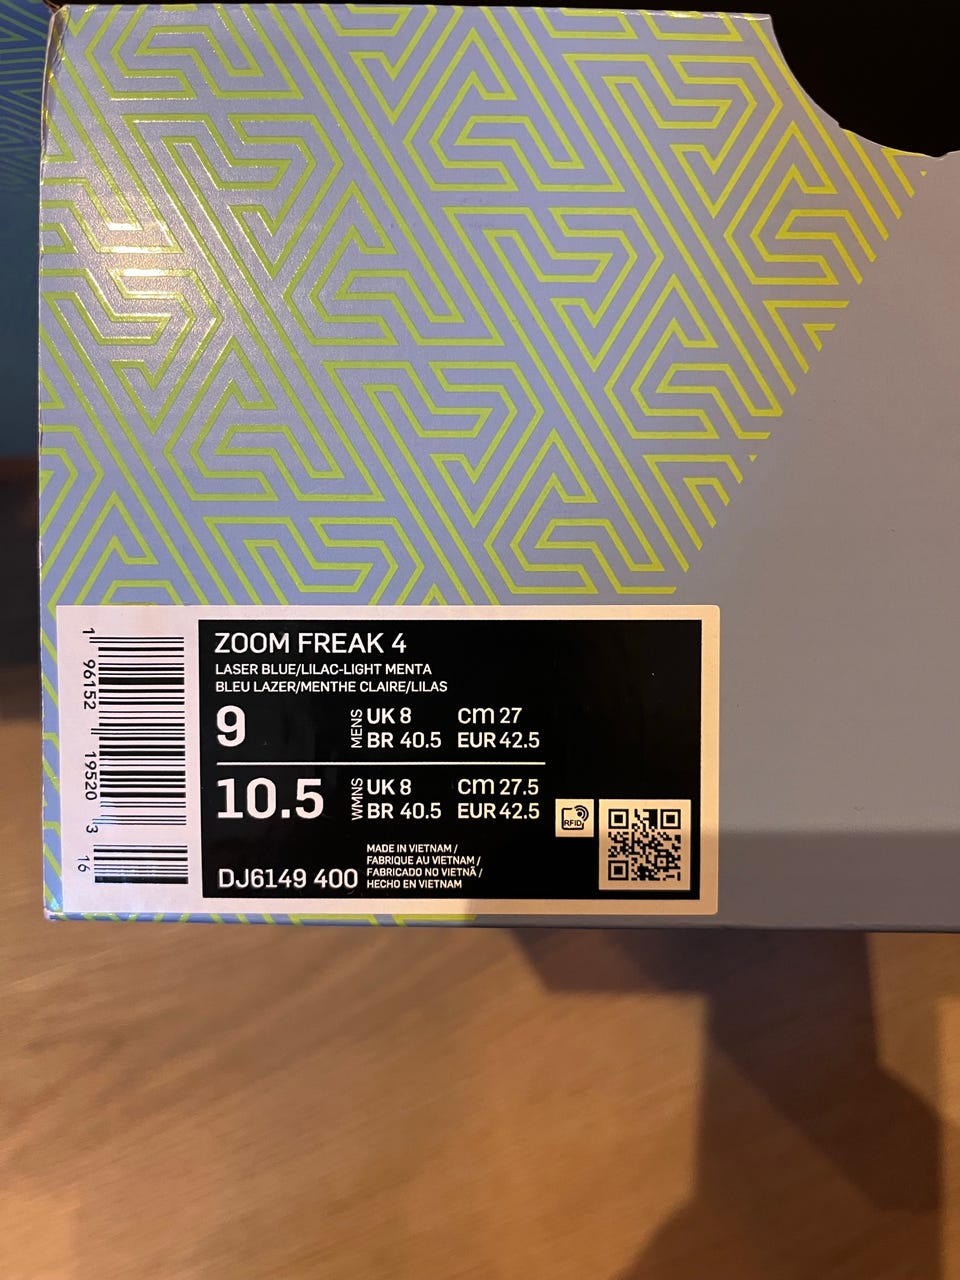 ZOOM FREAK 4
LASER BLUE/LILAC-LIGHT MENTA
BLEU LAZER/MENTHE CLAIRE/LILAS
9 MENS UK 8 cm 27
BR 40.5 EUR 42.5
10.5 WMNS UK 8 cm 27.5
BR 40.5 EUR 42.5
MADE IN VIETNAM /
FABRIQUE AU VIETNAM /
FABRICADO NO VIETNÃ /
HECHO EN VIETNAM
DJ6149 400
RFID
1 96152 19520 3 16